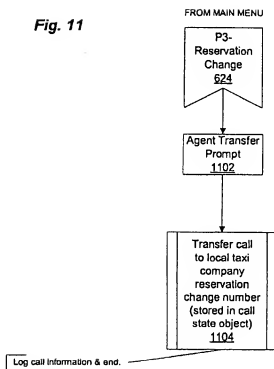 FROM MAIN MENU
Fig. 11
P3-
Reservation
Change
624
Agent Transfer
Prompt
1102
Transfer call
to local taxi
company
reservation
change number
(stored in call
state object)
1104
Log call information & end.